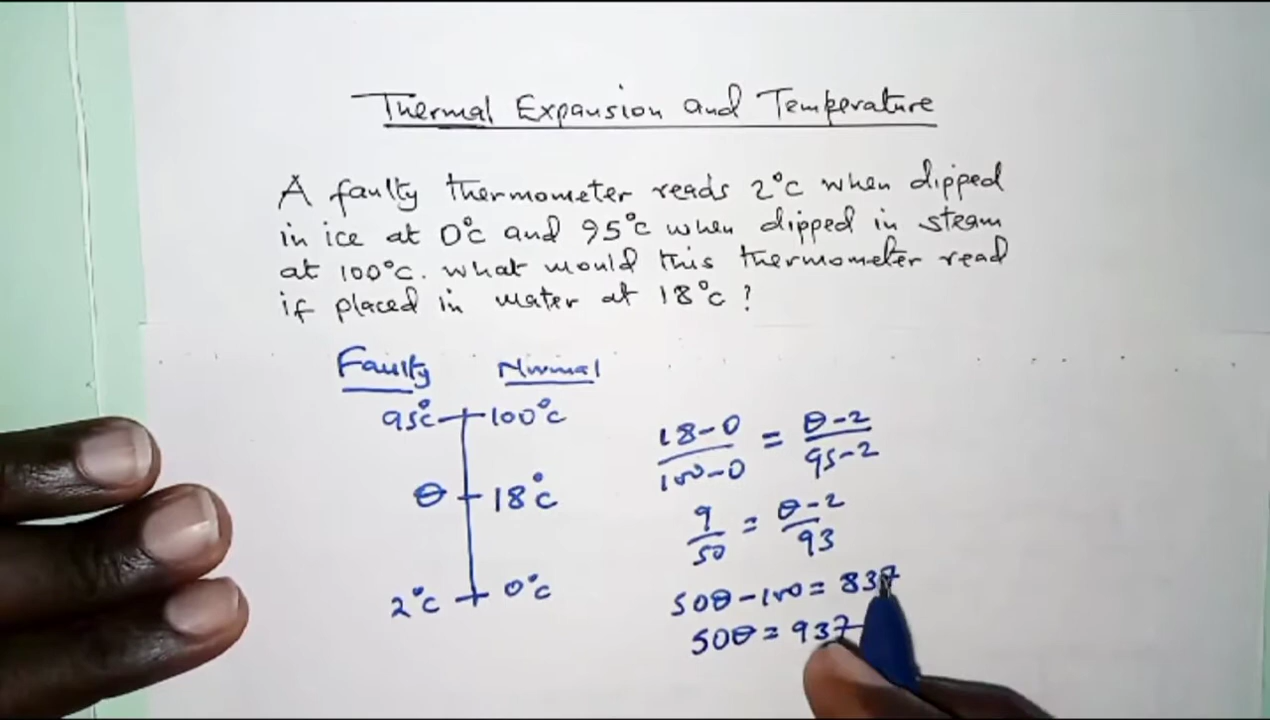 Thermal Expansion and Temperature
A faulty thermometer reads 2°C when dipped
in ice at 0°C and 95°C when dipped in steam
at 100°C. What would this thermometer read
if placed in water at 18°C?
Faulty Normal
95°C 100°C
θ 18°C
2°C 0°C
18-0/100-0 = θ-2/95-2
9/50 = θ-2/93
50θ-100 = 837
50θ = 937